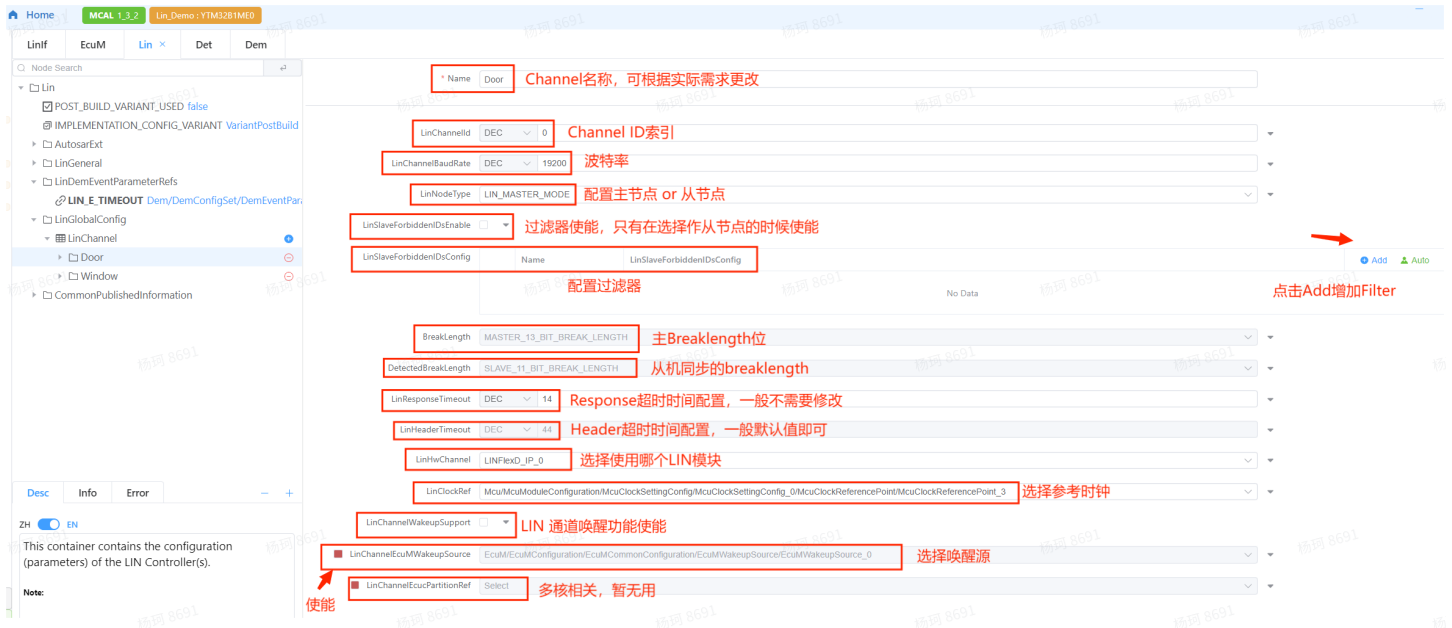 Home
MCAL 1_3_2
Lin_Demo : YTM32B1ME0
LinIf
EcuM
Lin ×
Det
Dem
Node Search
Lin
POST_BUILD_VARIANT_USED false
IMPLEMENTATION_CONFIG_VARIANT VariantPostBuild
AutosarExt
LinGeneral
LinDemEventParameterRefs
LIN_E_TIMEOUT Dem/DemConfigSet/DemEventPar
LinGlobalConfig
LinChannel
Door
Window
CommonPublishedInformation
Desc
Info
Error
ZH EN
This container contains the configuration
(parameters) of the LIN Controller(s).
Note:
* Name Door Channel名称，可根据实际需求更改
LinChannelId DEC 0 Channel ID索引
LinChannelBaudRate DEC 19200 波特率
LinNodeType LIN_MASTER_MODE 配置主节点 or 从节点
LinSlaveForbiddenIDsEnable 过滤器使能，只有在选择作从节点的时候使能
LinSlaveForbiddenIDsConfig Name LinSlaveForbiddenIDsConfig Add Auto
配置过滤器
No Data
点击Add增加Filter
BreakLength MASTER_13_BIT_BREAK_LENGTH 主Breaklength位
DetectedBreakLength SLAVE_11_BIT_BREAK_LENGTH 从机同步的breaklength
LinResponseTimeout DEC 14 Response超时时间配置，一般不需要修改
LinHeaderTimeout DEC 44 Header超时时间配置，一般默认值即可
LinHwChannel LINFlexD_IP_0 选择使用哪个LIN模块
LinClockRef Mcu/McuModuleConfiguration/McuClockSettingConfig/McuClockSettingConfig_0/McuClockReferencePoint/McuClockReferencePoint_3 选择参考时钟
LinChannelWakeupSupport LIN 通道唤醒功能使能
LinChannelEcuMWakeupSource EcuM/EcuMConfiguration/EcuMCommonConfiguration/EcuMWakeupSource/EcuMWakeupSource_0 选择唤醒源
LinChannelEcucPartitionRef Select 多核相关，暂无用
使能
杨珂 8691